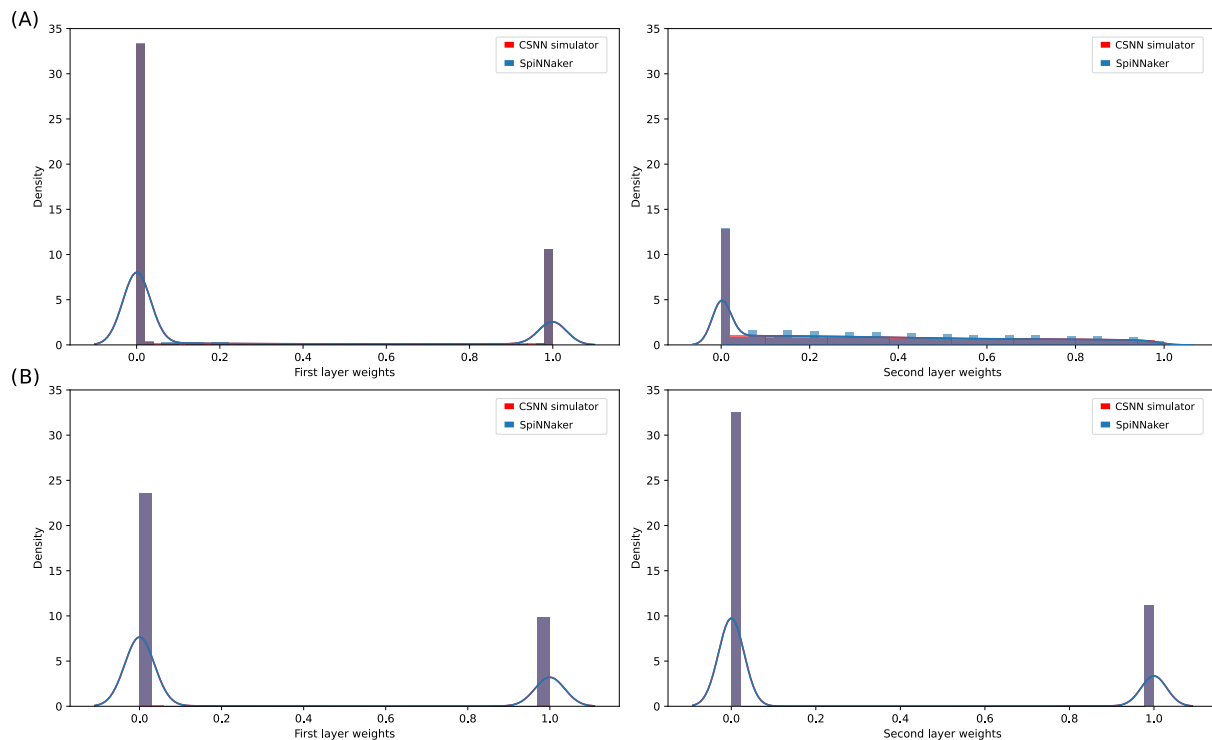 (A)
35
30
25
20
15
10
5
0
Density
0.0 0.2 0.4 0.6 0.8 1.0
First layer weights
CSNN simulator
SpiNNaker
35
30
25
20
15
10
5
0
Density
0.0 0.2 0.4 0.6 0.8 1.0
Second layer weights
CSNN simulator
SpiNNaker
(B)
35
30
25
20
15
10
5
0
Density
0.0 0.2 0.4 0.6 0.8 1.0
First layer weights
CSNN simulator
SpiNNaker
35
30
25
20
15
10
5
0
Density
0.0 0.2 0.4 0.6 0.8 1.0
Second layer weights
CSNN simulator
SpiNNaker